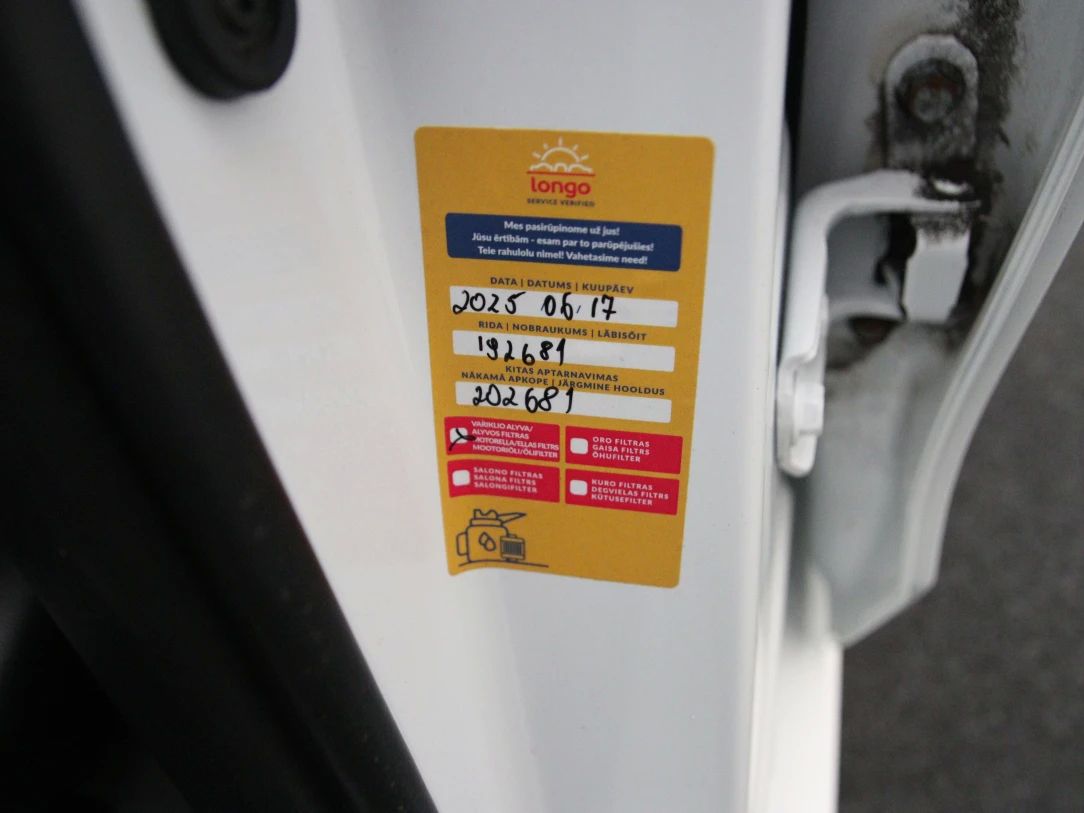 longo
SERVICE VERIFIED
Mes pasirūpinome už jus!
Jūsu ērtībām - esam par to parūpējušies!
Teie rahulolu nimel! Vahetasime need!
DATA | DATUMS | KUUPÄEV
2025 06.17
RIDA | NOBRAUKUMS | LÄBISÕIT
192681
KITAS APTARNAVIMAS
NĀKAMĀ APKOPE | JÄRGMINE HOOLDUS
202681
VARIKLIO ALYVA/
ALYVOS FILTRAS
MOTORELLA/ELLAS FILTRS
MOOTORIÕLI/ÕLIFILTER
ORO FILTRAS
GAISA FILTRS
ÕHUFILTER
SALONO FILTRAS
SALONA FILTRS
SALONGIFILTER
KURO FILTRAS
DEGVIELAS FILTRS
KÜTUSEFILTER